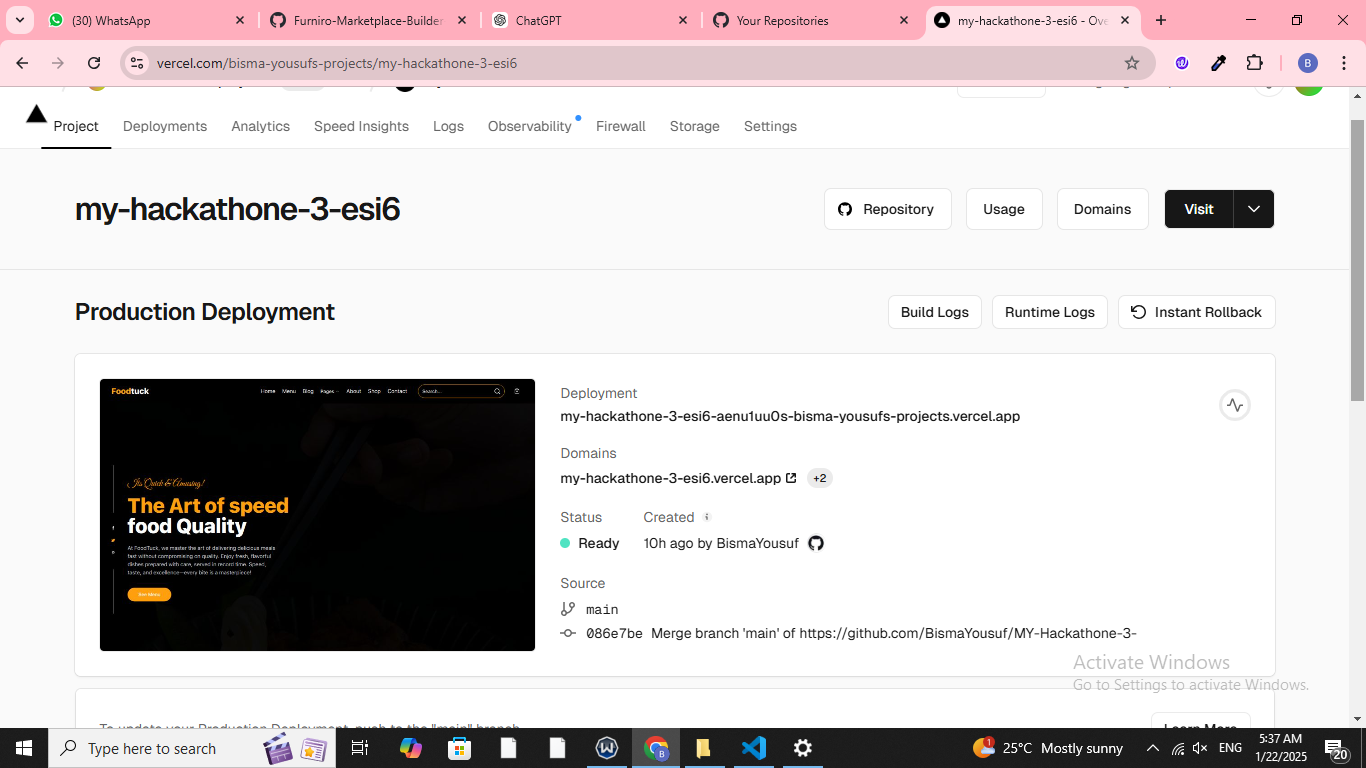 (30) WhatsApp
Furniro-Marketplace-Builder
ChatGPT
Your Repositories
my-hackathone-3-esi6 - Ove
vercel.com/bisma-yousufs-projects/my-hackathone-3-esi6
B
Project Deployments Analytics Speed Insights Logs Observability Firewall Storage Settings
my-hackathone-3-esi6
Repository Usage Domains Visit
Production Deployment
Build Logs Runtime Logs Instant Rollback
Foodtuck Home Menu Blog Pages About Shop Contact Search...
Its Quick & Amusing!
The Art of speed
food Quality
At FoodTuck, we master the art of delivering delicious meals
fast without compromising on quality. Enjoy fresh, flavorful
dishes prepared with care, served in record time. Speed,
taste, and excellence—every bite is a masterpiece!
See Menu
Deployment
my-hackathone-3-esi6-aenu1uu0s-bisma-yousufs-projects.vercel.app
Domains
my-hackathone-3-esi6.vercel.app +2
Status Created
Ready 10h ago by BismaYousuf
Source
main
086e7be Merge branch 'main' of https://github.com/BismaYousuf/MY-Hackathone-3-
Activate Windows
Go to Settings to activate Windows.
To update your Production Deployment, push to the "main" branch.
Learn More
Type here to search
B
1
25°C Mostly sunny
ENG
5:37 AM
1/22/2025
20